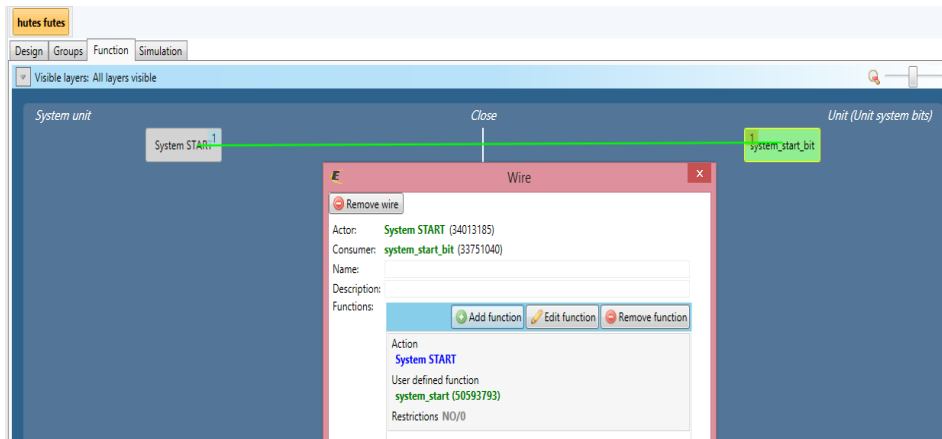 hutes futes
Design Groups Function Simulation
Visible layers: All layers visible
System unit Close Unit (Unit system bits)
System START 1
1 system_start_bit
E Wire x
Remove wire
Actor: System START (34013185)
Consumer: system_start_bit (33751040)
Name:
Description:
Functions:
Add function Edit function Remove function
Action
System START
User defined function
system_start (50593793)
Restrictions NO/0